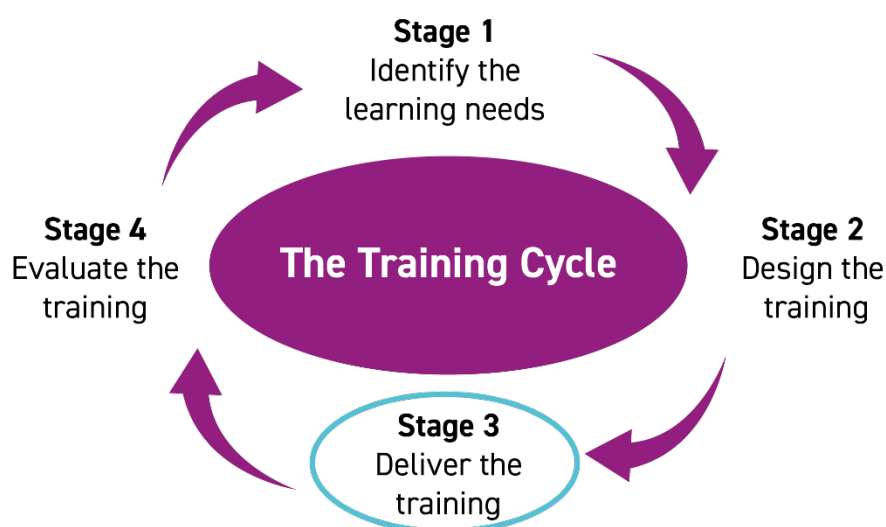 Stage 1
Identify the
learning needs
Stage 4
Evaluate the
training
The Training Cycle
Stage 2
Design the
training
Stage 3
Deliver the
training